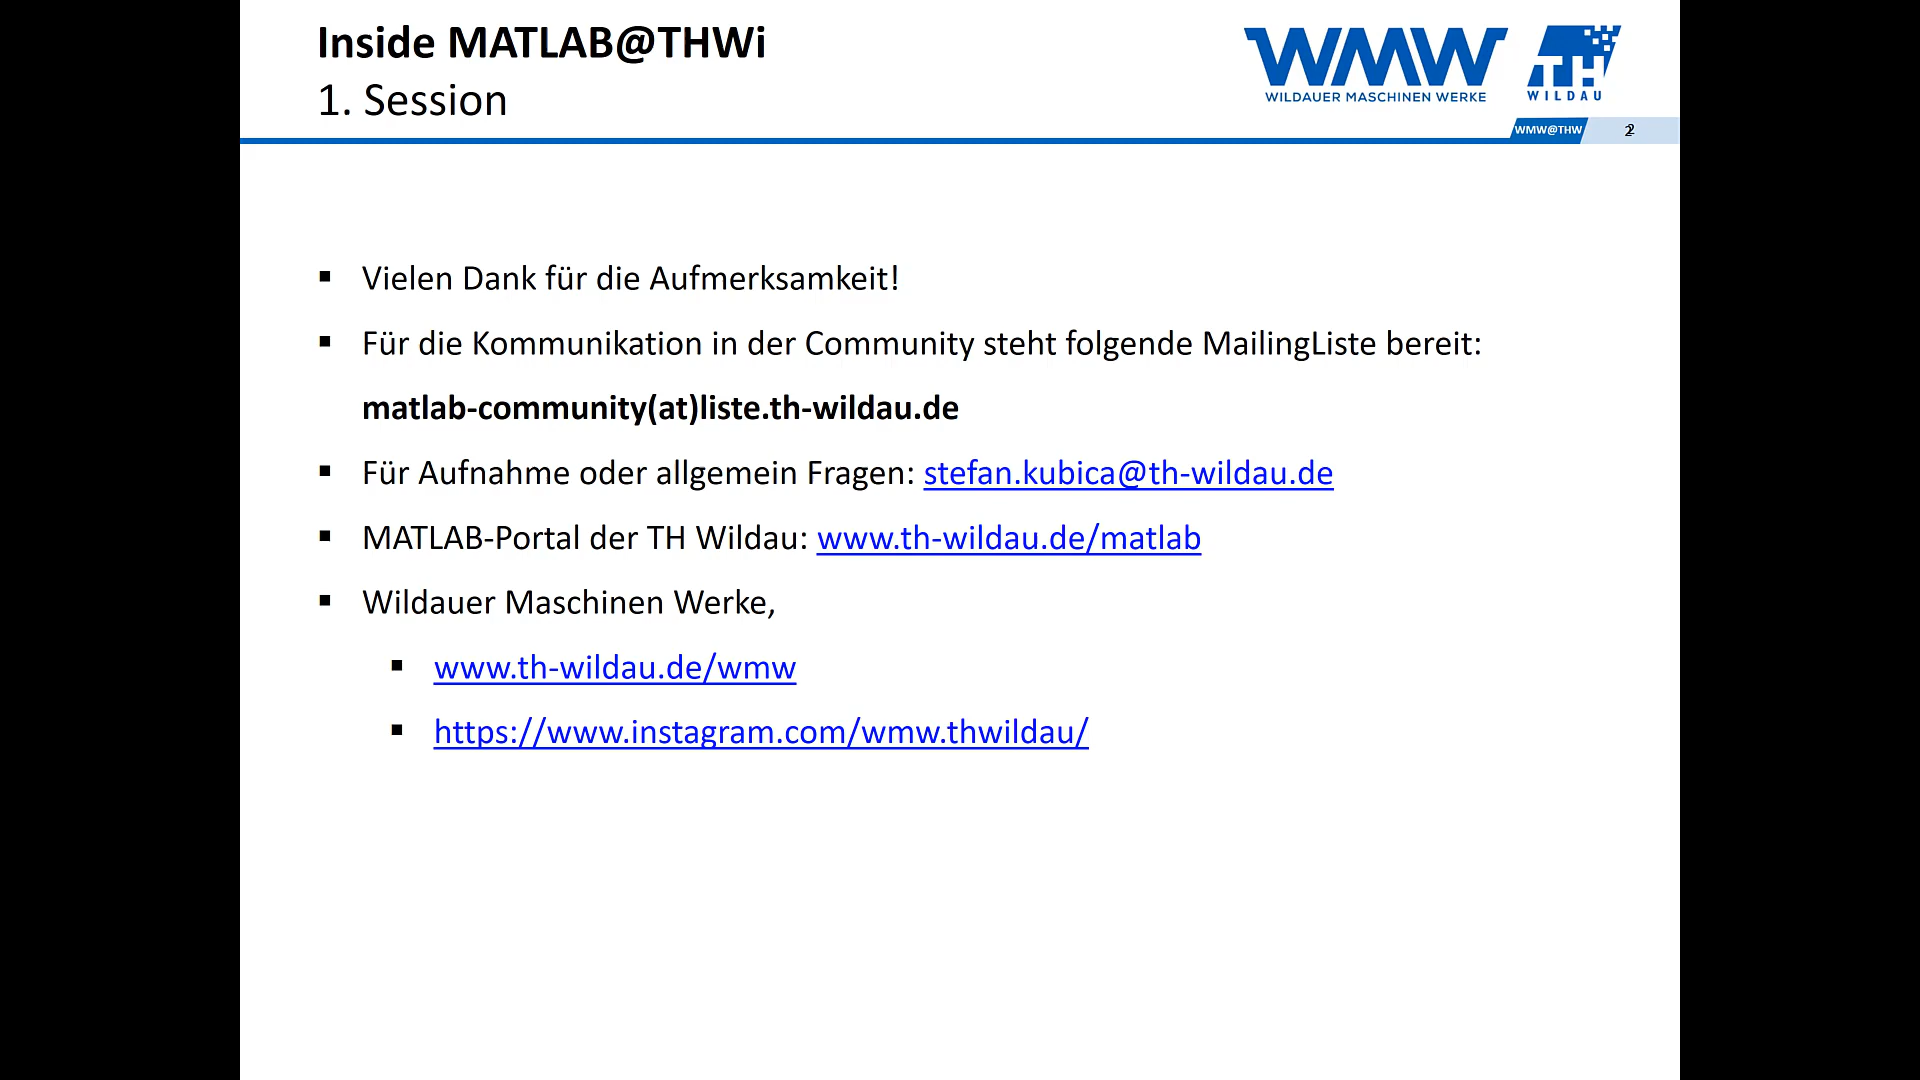 Inside MATLAB@THWi
1. Session
WMW
WILDAUER MASCHINEN WERKE
TH
WILDAU
WMW@THW
Vielen Dank für die Aufmerksamkeit!
Für die Kommunikation in der Community steht folgende MailingListe bereit:
matlab-community(at)liste.th-wildau.de
Für Aufnahme oder allgemein Fragen: stefan.kubica@th-wildau.de
MATLAB-Portal der TH Wildau: www.th-wildau.de/matlab
Wildauer Maschinen Werke,
www.th-wildau.de/wmw
https://www.instagram.com/wmw.thwildau/